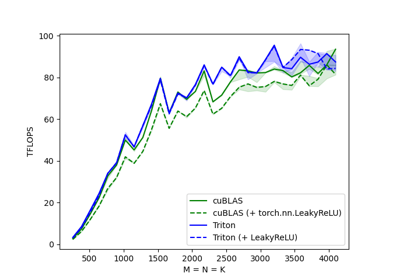 100
80
60
40
20
0
TFLOPS
500 1000 1500 2000 2500 3000 3500 4000
M = N = K
cuBLAS
cuBLAS (+ torch.nn.LeakyReLU)
Triton
Triton (+ LeakyReLU)